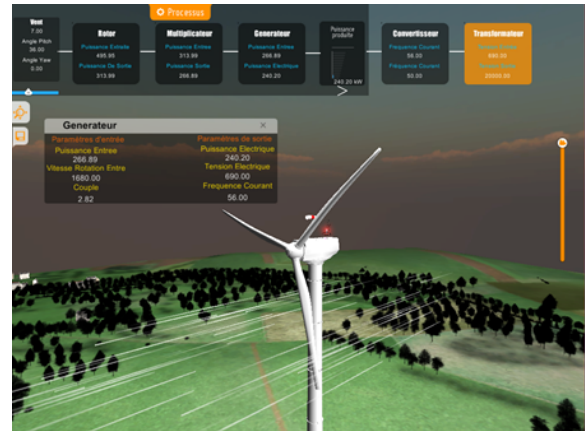 Processus
Vent
7.00
Angle Pitch
36.00
Angle Yaw
0.00
Rotor
Puissance Entrée
495.95
Puissance De Sortie
313.99
Multiplicateur
Puissance Entree
313.99
Puissance Sortie
266.89
Generateur
Puissance Entree
266.89
Puissance Electrique
240.20
Puissance
produite
240.20 kW
Convertisseur
Frequence Courant
56.00
Frequence Courant
50.00
Transformateur
690.00
20000.00
Generateur
Paramètres d'entrée
Puissance Entree
266.89
Vitesse Rotation Entre
1680.00
Couple
2.82
Paramètres de sortie
Puissance Electrique
240.20
Tension Electrique
690.00
Frequence Courant
56.00